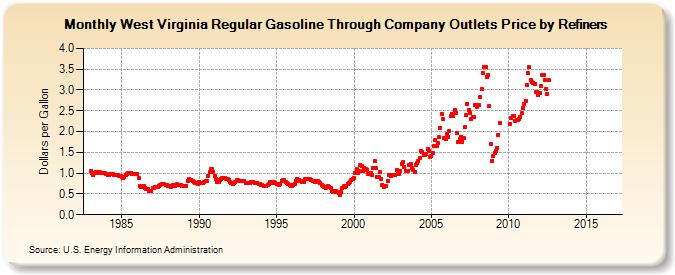 Monthly West Virginia Regular Gasoline Through Company Outlets Price by Refiners
Dollars per Gallon
4.0
3.5
3.0
2.5
2.0
1.5
1.0
0.5
0.0
1985 1990 1995 2000 2005 2010 2015
Source: U.S. Energy Information Administration